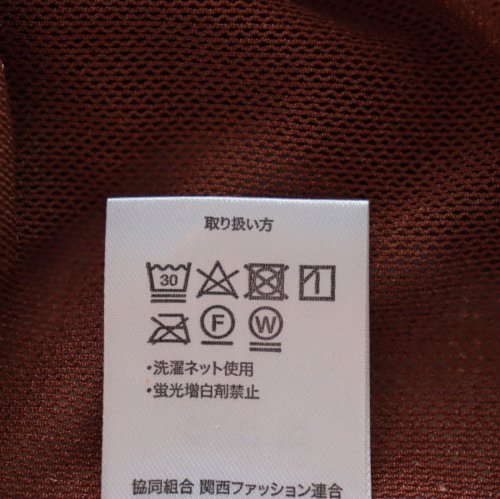 取り扱い方
30
F W
・洗濯ネット使用
・蛍光増白剤禁止
協同組合 関西ファッション連合